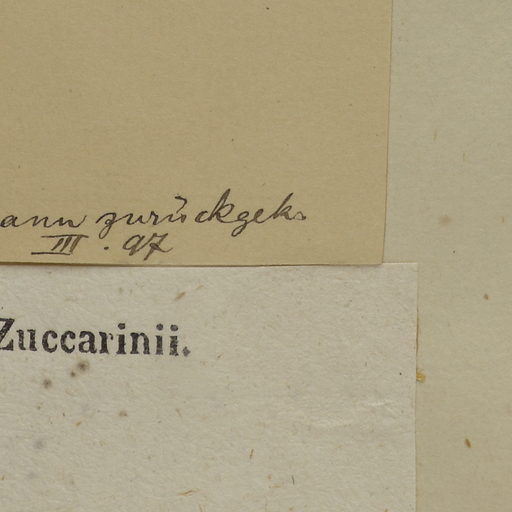 ann zurückgek.
III. 97
Zuccarinii.